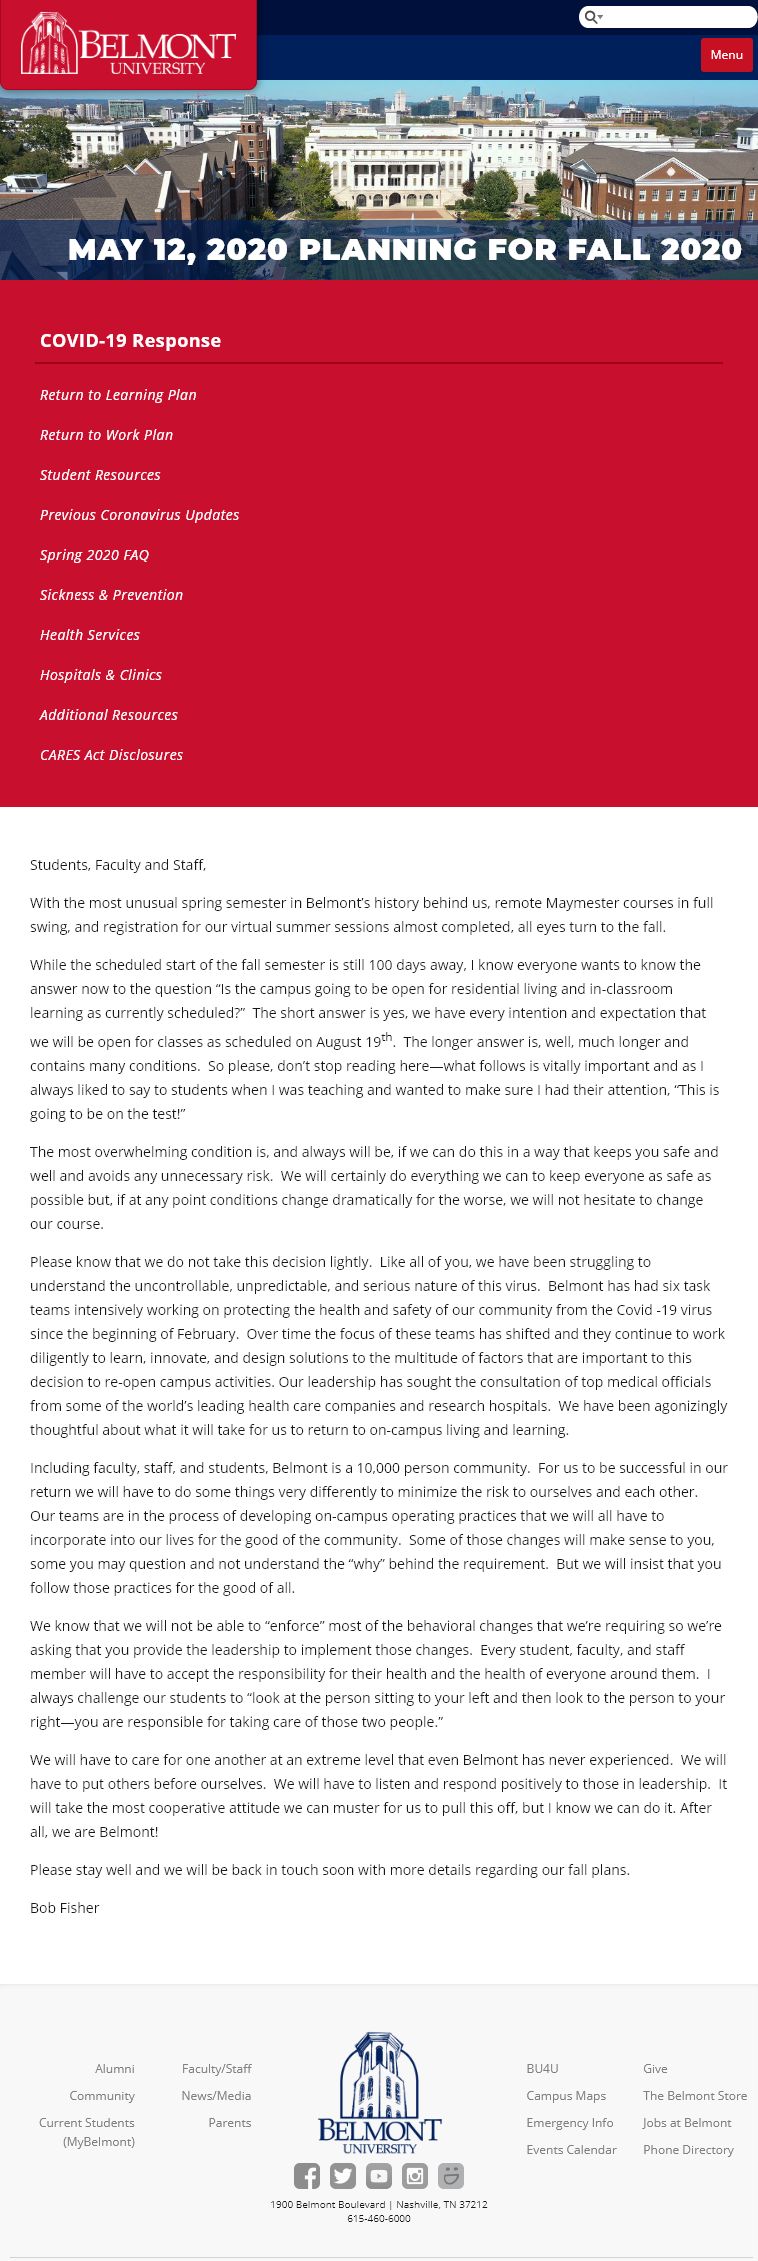 BELMONT
UNIVERSITY
Menu
MAY 12, 2020 PLANNING FOR FALL 2020
COVID-19 Response
Return to Learning Plan
Return to Work Plan
Student Resources
Previous Coronavirus Updates
Spring 2020 FAQ
Sickness & Prevention
Health Services
Hospitals & Clinics
Additional Resources
CARES Act Disclosures
Students, Faculty and Staff,
With the most unusual spring semester in Belmont’s history behind us, remote Maymester courses in full
swing, and registration for our virtual summer sessions almost completed, all eyes turn to the fall.
While the scheduled start of the fall semester is still 100 days away, I know everyone wants to know the
answer now to the question “Is the campus going to be open for residential living and in-classroom
learning as currently scheduled?”  The short answer is yes, we have every intention and expectation that
we will be open for classes as scheduled on August 19th.  The longer answer is, well, much longer and
contains many conditions.  So please, don’t stop reading here—what follows is vitally important and as I
always liked to say to students when I was teaching and wanted to make sure I had their attention, “This is
going to be on the test!”
The most overwhelming condition is, and always will be, if we can do this in a way that keeps you safe and
well and avoids any unnecessary risk.  We will certainly do everything we can to keep everyone as safe as
possible but, if at any point conditions change dramatically for the worse, we will not hesitate to change
our course.
Please know that we do not take this decision lightly.  Like all of you, we have been struggling to
understand the uncontrollable, unpredictable, and serious nature of this virus.  Belmont has had six task
teams intensively working on protecting the health and safety of our community from the Covid -19 virus
since the beginning of February.  Over time the focus of these teams has shifted and they continue to work
diligently to learn, innovate, and design solutions to the multitude of factors that are important to this
decision to re-open campus activities. Our leadership has sought the consultation of top medical officials
from some of the world’s leading health care companies and research hospitals.  We have been agonizingly
thoughtful about what it will take for us to return to on-campus living and learning.
Including faculty, staff, and students, Belmont is a 10,000 person community.  For us to be successful in our
return we will have to do some things very differently to minimize the risk to ourselves and each other.
Our teams are in the process of developing on-campus operating practices that we will all have to
incorporate into our lives for the good of the community.  Some of those changes will make sense to you,
some you may question and not understand the “why” behind the requirement.  But we will insist that you
follow those practices for the good of all.
We know that we will not be able to “enforce” most of the behavioral changes that we’re requiring so we’re
asking that you provide the leadership to implement those changes.  Every student, faculty, and staff
member will have to accept the responsibility for their health and the health of everyone around them.  I
always challenge our students to “look at the person sitting to your left and then look to the person to your
right—you are responsible for taking care of those two people.”
We will have to care for one another at an extreme level that even Belmont has never experienced.  We will
have to put others before ourselves.  We will have to listen and respond positively to those in leadership.  It
will take the most cooperative attitude we can muster for us to pull this off, but I know we can do it. After
all, we are Belmont!
Please stay well and we will be back in touch soon with more details regarding our fall plans.
Bob Fisher
Alumni
Community
Current Students
(MyBelmont)
Faculty/Staff
News/Media
Parents
BELMONT
UNIVERSITY
1900 Belmont Boulevard | Nashville, TN 37212
615-460-6000
BU4U
Campus Maps
Emergency Info
Events Calendar
Give
The Belmont Store
Jobs at Belmont
Phone Directory